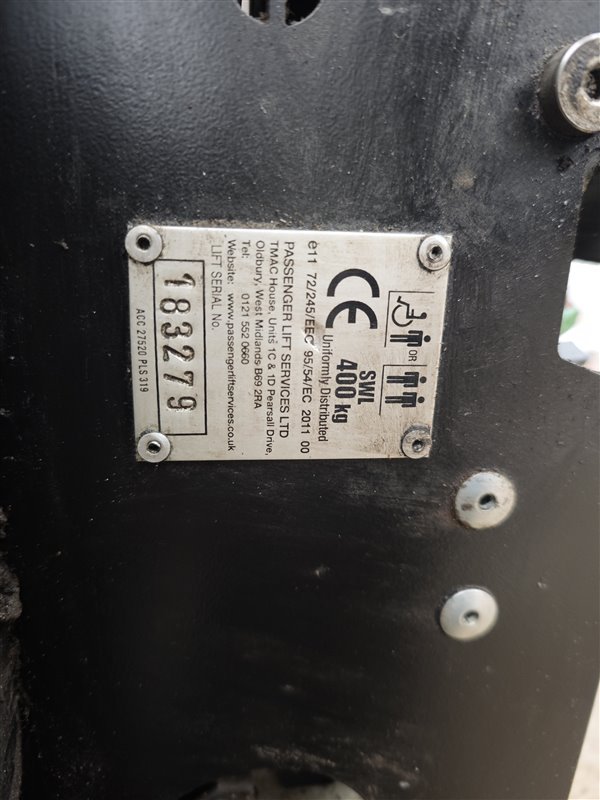 OR
CE
SWL
400 kg
Uniformly Distributed
e11 72/245/EEC 95/54/EC 2011 00
PASSENGER LIFT SERVICES LTD
TMAC House, Units 1C & 1D Pearsall Drive,
Oldbury, West Midlands B69 2RA
Tel: 0121 552 0660
Website: www.passengerliftservices.co.uk
LIFT SERIAL No.
183279
ACC 27520 PLS 319